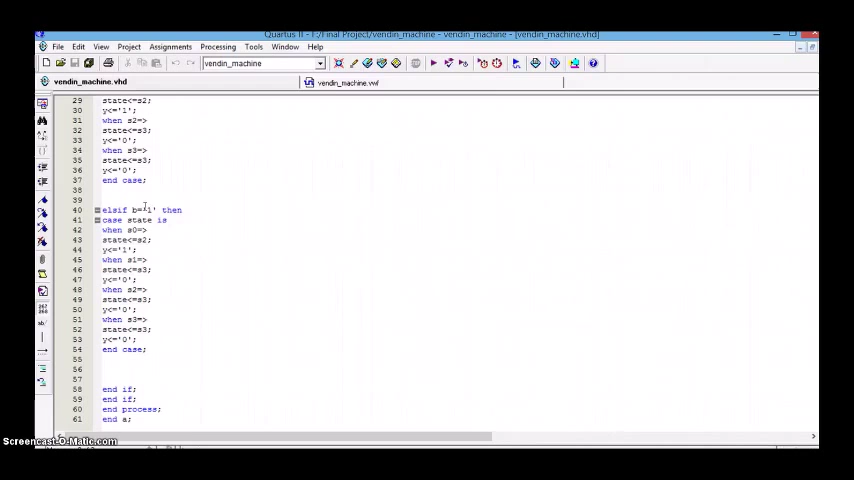 Quartus II - F:/Final Project/vendin_machine - vendin_machine - [vendin_machine.vhd]
File Edit View Project Assignments Processing Tools Window Help
vendin_machine
vendin_machine.vhd
vendin_machine.vwf
29 state<=s2;
30 y<='1';
31 when s2=>
32 state<=s3;
33 y<='0';
34 when s3=>
35 state<=s3;
36 y<='0';
37 end case;
38
39
40 elsif b='1' then
41 case state is
42 when s0=>
43 state<=s2;
44 y<='1';
45 when s1=>
46 state<=s3;
47 y<='0';
48 when s2=>
49 state<=s3;
50 y<='0';
51 when s3=>
52 state<=s3;
53 y<='0';
54 end case;
55
56
57
58 end if;
59 end if;
60 end process;
61 end a;
Screencast-O-Matic.com